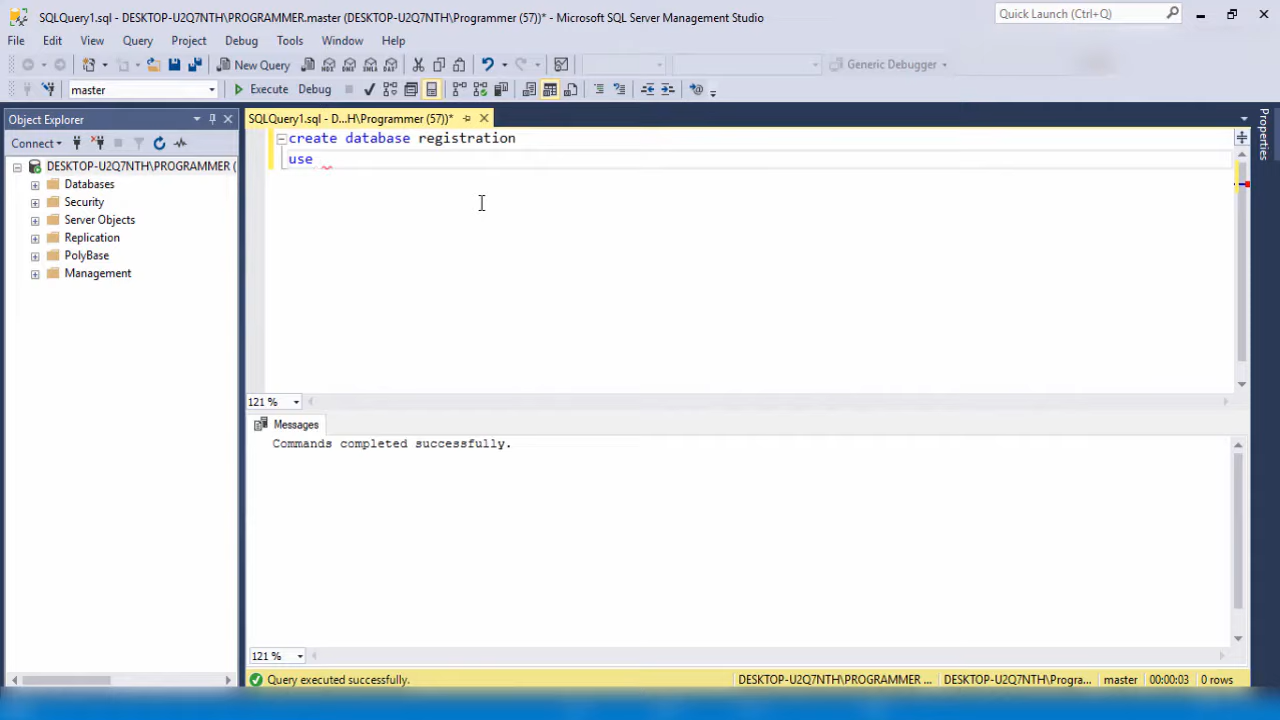 SQLQuery1.sql - DESKTOP-U2Q7NTH\PROGRAMMER.master (DESKTOP-U2Q7NTH\Programmer (57))* - Microsoft SQL Server Management Studio
Quick Launch (Ctrl+Q)
File Edit View Query Project Debug Tools Window Help
New Query
Generic Debugger
master
Execute Debug
Object Explorer
SQLQuery1.sql - D...H\Programmer (57))*
Properties
Connect
create database registration
use
DESKTOP-U2Q7NTH\PROGRAMMER (
Databases
Security
Server Objects
Replication
PolyBase
Management
121 %
Messages
Commands completed successfully.
121 %
Query executed successfully.
DESKTOP-U2Q7NTH\PROGRAMMER ... DESKTOP-U2Q7NTH\Progra... master 00:00:03 0 rows